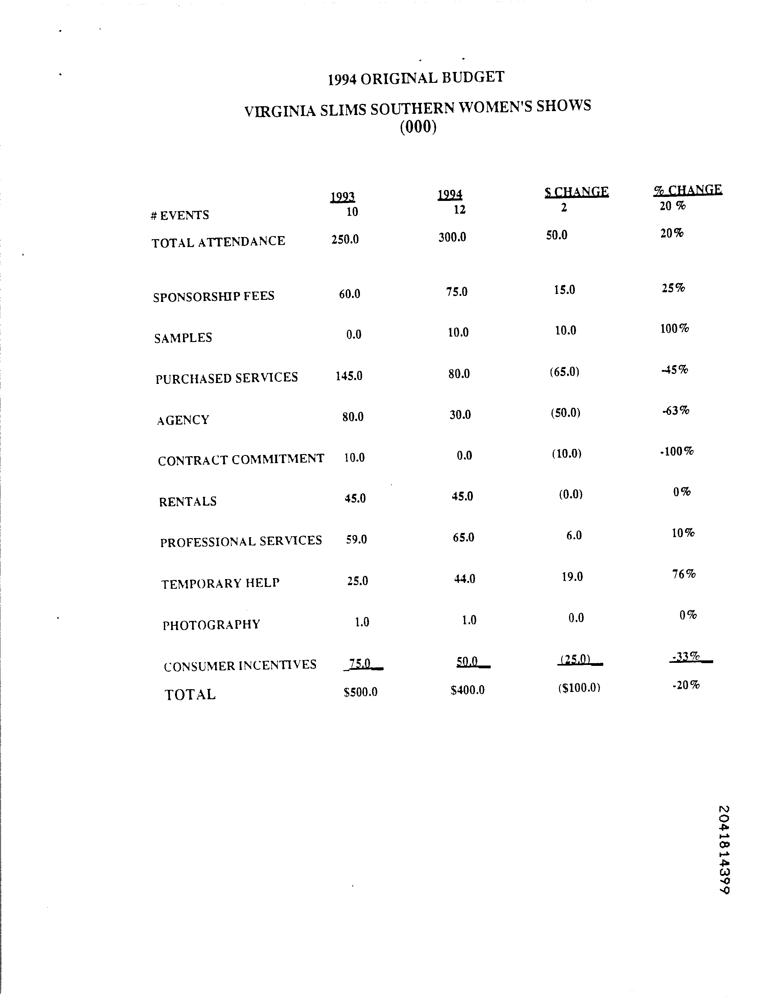 1994 ORIGINAL BUDGET
VIRGINIA SLIMS SOUTHERN WOMEN'S SHOWS
(000)
1993 1994 $ CHANGE % CHANGE
# EVENTS 10 12 2 20 %
TOTAL ATTENDANCE 250.0 300.0 50.0 20%
SPONSORSHIP FEES 60.0 75.0 15.0 25%
SAMPLES 0.0 10.0 10.0 100%
PURCHASED SERVICES 145.0 80.0 (65.0) -45%
AGENCY 80.0 30.0 (50.0) -63%
CONTRACT COMMITMENT 10.0 0.0 (10.0) -100%
RENTALS 45.0 45.0 (0.0) 0%
PROFESSIONAL SERVICES 59.0 65.0 6.0 10%
TEMPORARY HELP 25.0 44.0 19.0 76%
PHOTOGRAPHY 1.0 1.0 0.0 0%
CONSUMER INCENTIVES 75.0 50.0 (25.0) -33%
TOTAL $500.0 $400.0 ($100.0) -20%
2041814399